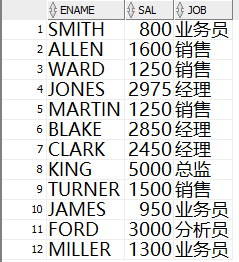 ENAME SAL JOB
1 SMITH 800 业务员
2 ALLEN 1600 销售
3 WARD 1250 销售
4 JONES 2975 经理
5 MARTIN 1250 销售
6 BLAKE 2850 经理
7 CLARK 2450 经理
8 KING 5000 总监
9 TURNER 1500 销售
10 JAMES 950 业务员
11 FORD 3000 分析员
12 MILLER 1300 业务员